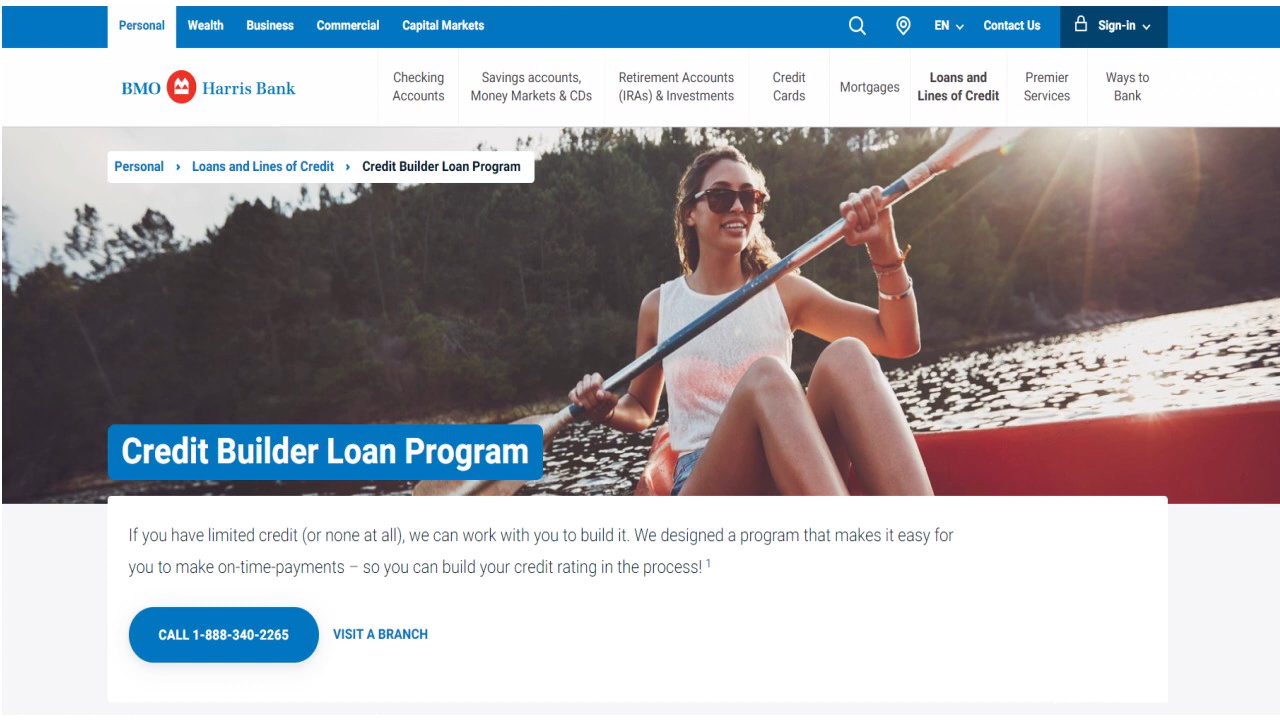 Personal Wealth Business Commercial Capital Markets EN Contact Us Sign-in
BMO Harris Bank
Checking
Accounts
Savings accounts,
Money Markets & CDs
Retirement Accounts
(IRAs) & Investments
Credit
Cards
Mortgages
Loans and
Lines of Credit
Premier
Services
Ways to
Bank
Personal › Loans and Lines of Credit › Credit Builder Loan Program
Credit Builder Loan Program
If you have limited credit (or none at all), we can work with you to build it. We designed a program that makes it easy for
you to make on-time-payments – so you can build your credit rating in the process! 1
CALL 1-888-340-2265 VISIT A BRANCH